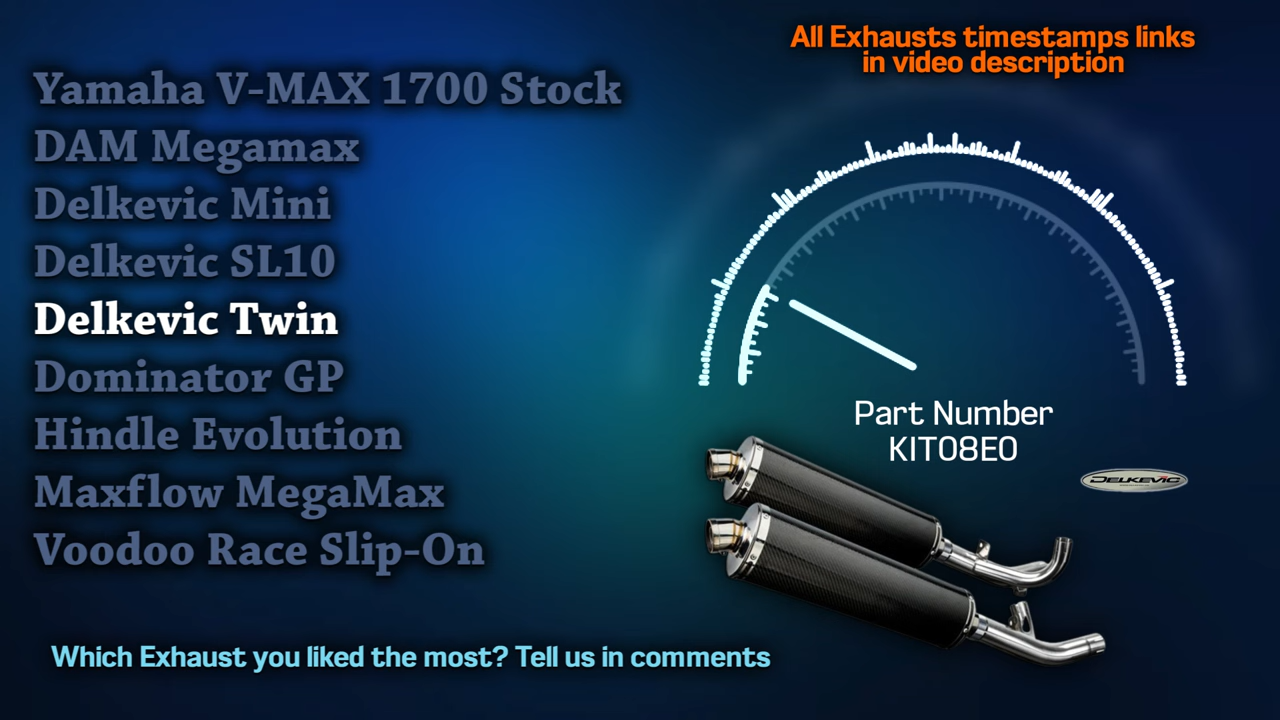 All Exhausts timestamps links
in video description
Yamaha V-MAX 1700 Stock
DAM Megamax
Delkevic Mini
Delkevic SL10
Delkevic Twin
Dominator GP
Hindle Evolution
Maxflow MegaMax
Voodoo Race Slip-On
Part Number
KIT08E0
DELKEVIC
Which Exhaust you liked the most? Tell us in comments